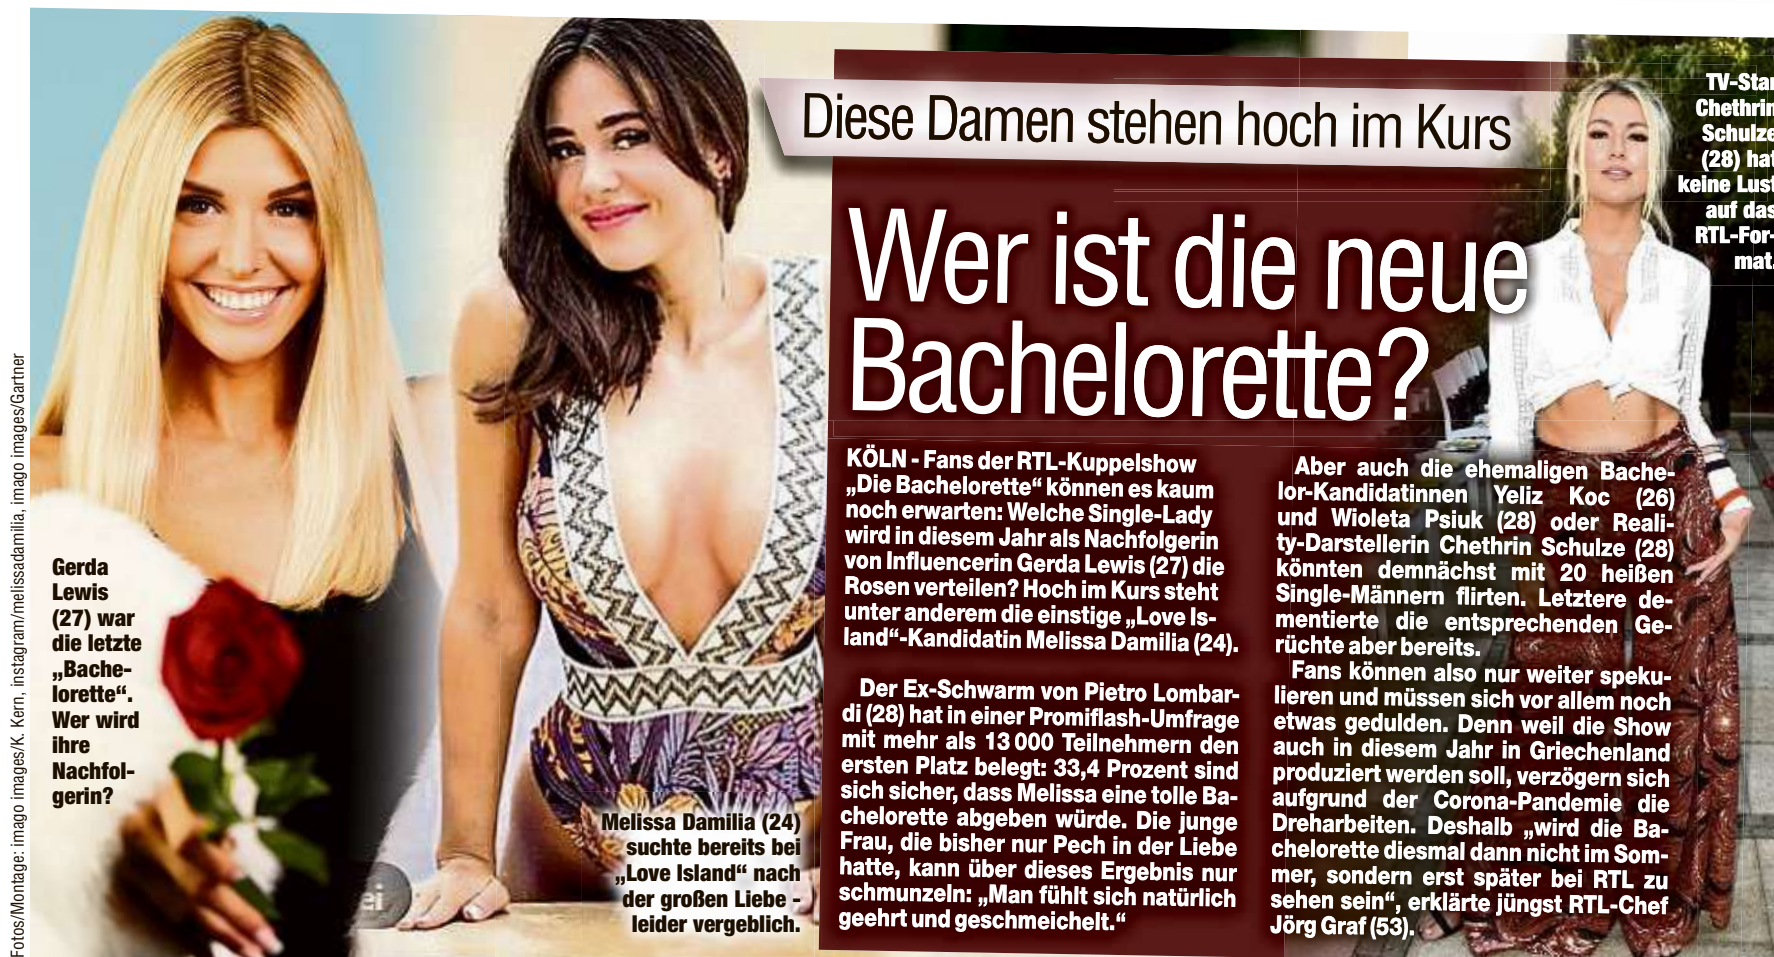 Diese Damen stehen hoch im Kurs
Wer ist die neue
Bachelorette?
KÖLN - Fans der RTL-Kuppelshow
„Die Bachelorette“ können es kaum
noch erwarten: Welche Single-Lady
wird in diesem Jahr als Nachfolgerin
von Influencerin Gerda Lewis (27) die
Rosen verteilen? Hoch im Kurs steht
unter anderem die einstige „Love Is-
land“-Kandidatin Melissa Damilia (24).
Der Ex-Schwarm von Pietro Lombar-
di (28) hat in einer Promiflash-Umfrage
mit mehr als 13 000 Teilnehmern den
ersten Platz belegt: 33,4 Prozent sind
sich sicher, dass Melissa eine tolle Ba-
chelorette abgeben würde. Die junge
Frau, die bisher nur Pech in der Liebe
hatte, kann über dieses Ergebnis nur
schmunzeln: „Man fühlt sich natürlich
geehrt und geschmeichelt.“
Aber auch die ehemaligen Bache-
lor-Kandidatinnen Yeliz Koc (26)
und Wioleta Psiuk (28) oder Reali-
ty-Darstellerin Chethrin Schulze (28)
könnten demnächst mit 20 heißen
Single-Männern flirten. Letztere de-
mentierte die entsprechenden Ge-
rüchte aber bereits.
Fans können also nur weiter speku-
lieren und müssen sich vor allem noch
etwas gedulden. Denn weil die Show
auch in diesem Jahr in Griechenland
produziert werden soll, verzögern sich
aufgrund der Corona-Pandemie die
Dreharbeiten. Deshalb „wird die Ba-
chelorette diesmal dann nicht im Som-
mer, sondern erst später bei RTL zu
sehen sein“, erklärte jüngst RTL-Chef
Jörg Graf (53).
TV-Star
Chethrin
Schulze
(28) hat
keine Lust
auf das
RTL-For-
mat.
Gerda
Lewis
(27) war
die letzte
„Bache-
lorette“.
Wer wird
ihre
Nachfol-
gerin?
Melissa Damilia (24)
suchte bereits bei
„Love Island“ nach
der großen Liebe -
leider vergeblich.
ei
Fotos/Montage: imago images/K. Kern, instagram/melissadamilia, imago images/Gartner